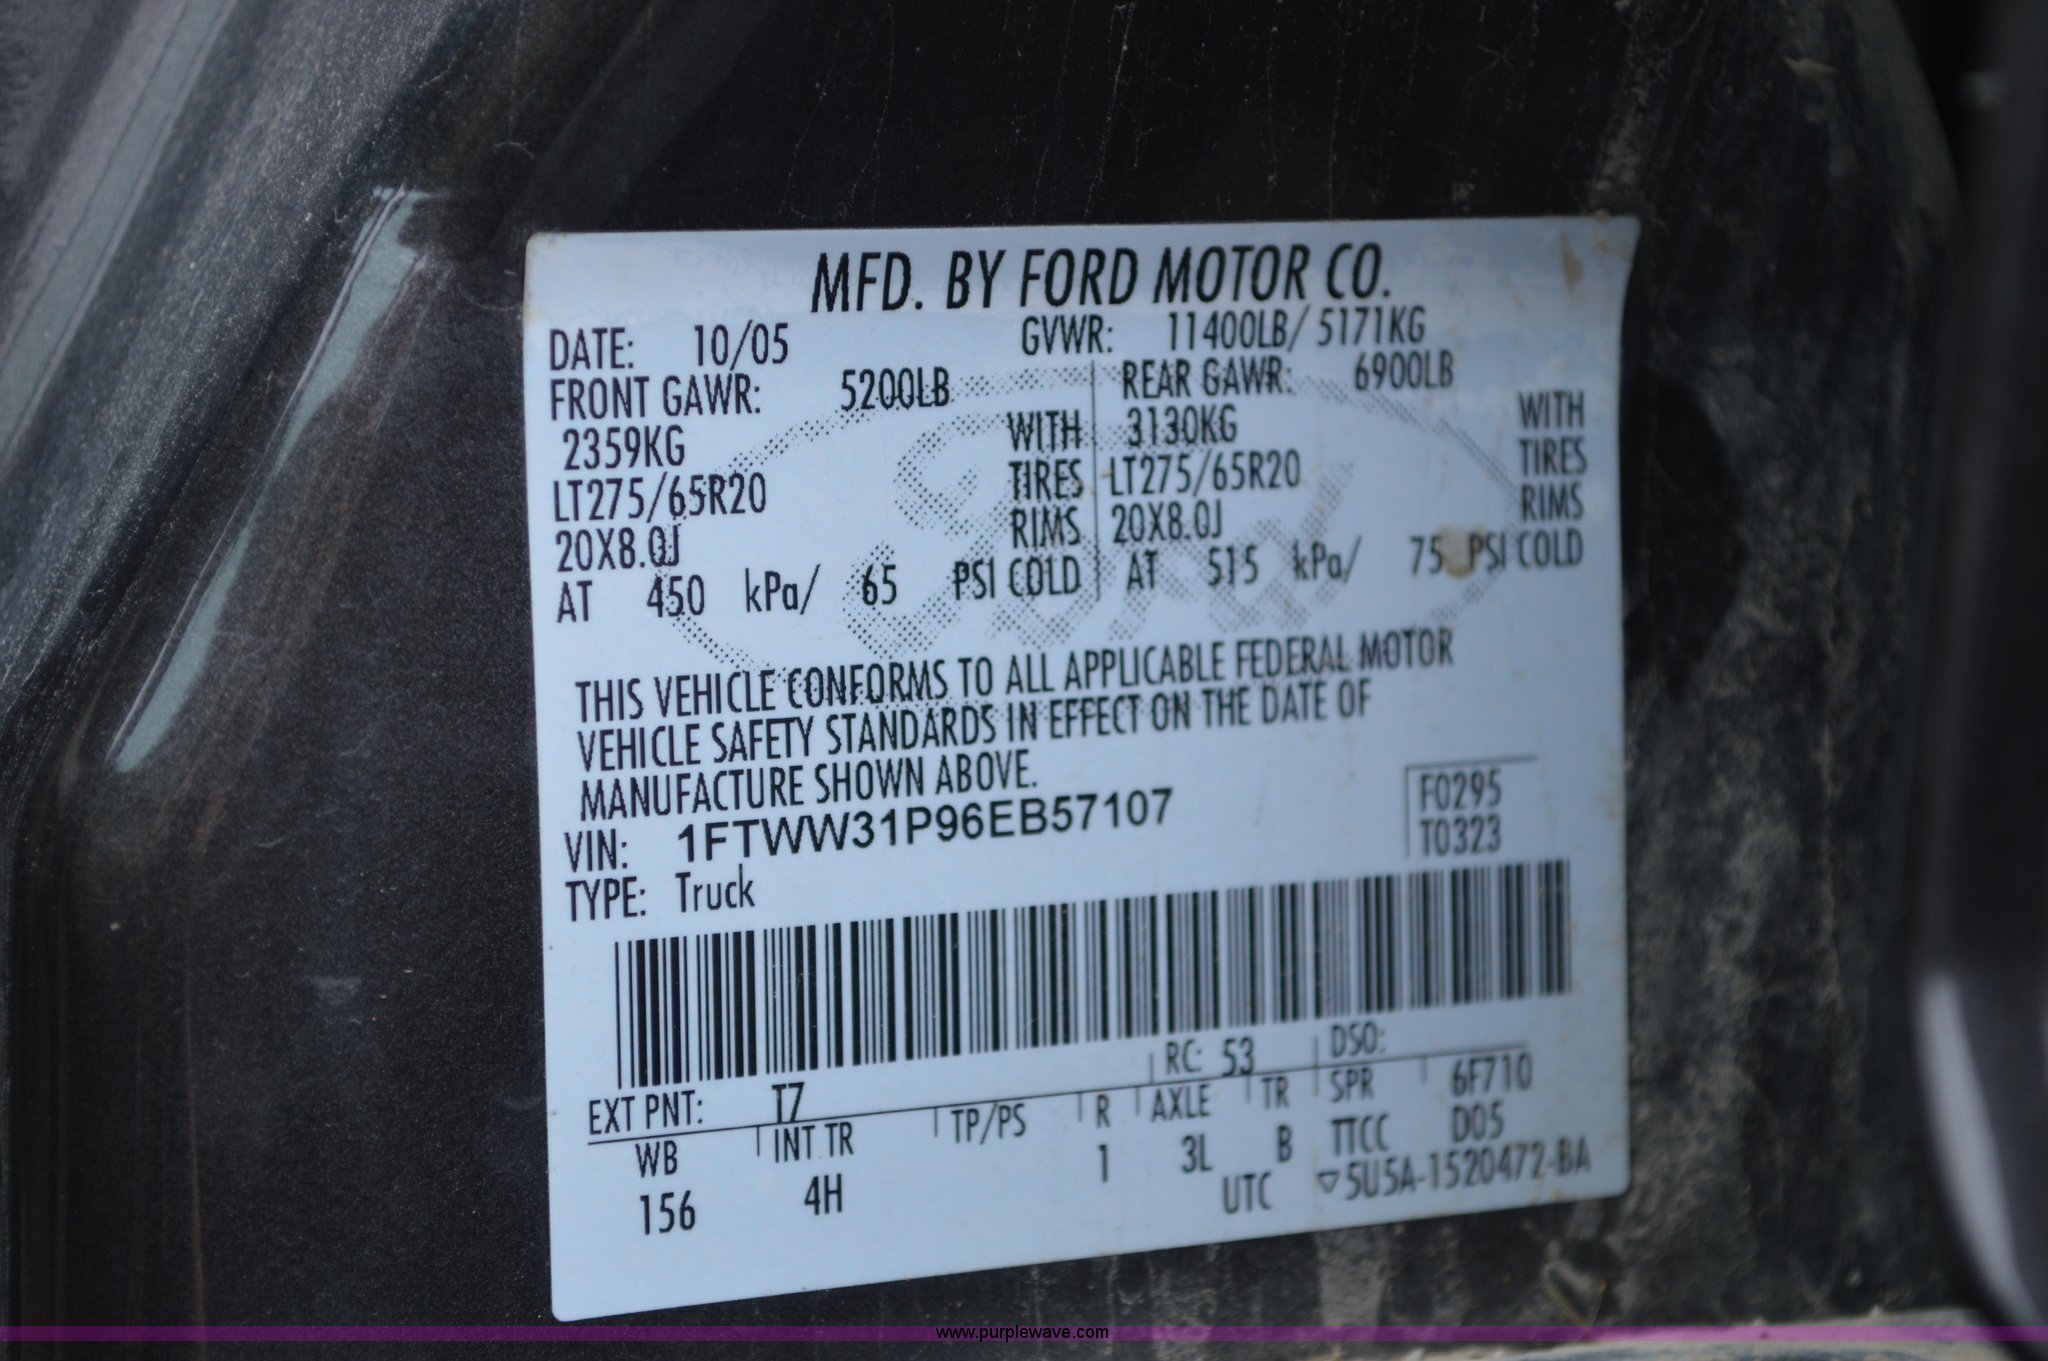 MFD. BY FORD MOTOR CO.
DATE: 10/05 GVWR: 11400LB/ 5171KG
FRONT GAWR: 5200LB REAR GAWR: 6900LB
2359KG WITH 3130KG WITH
LT275/65R20 TIRES LT275/65R20 TIRES
20X8.0J RIMS 20X8.0J RIMS
AT 450 kPa/ 65 PSI COLD AT 515 kPa/ 75 PSI COLD
THIS VEHICLE CONFORMS TO ALL APPLICABLE FEDERAL MOTOR
VEHICLE SAFETY STANDARDS IN EFFECT ON THE DATE OF
MANUFACTURE SHOWN ABOVE.
VIN: 1FTWW31P96EB57107 F0295
TYPE: Truck T0323
RC: 53 DSO:
EXT PNT: T7
WB INT TR TP/PS R AXLE TR SPR 6F710
156 4H 1 3L B TTCC D05
UTC ▽5U5A-1520472-BA
Ford
www.purplewave.com